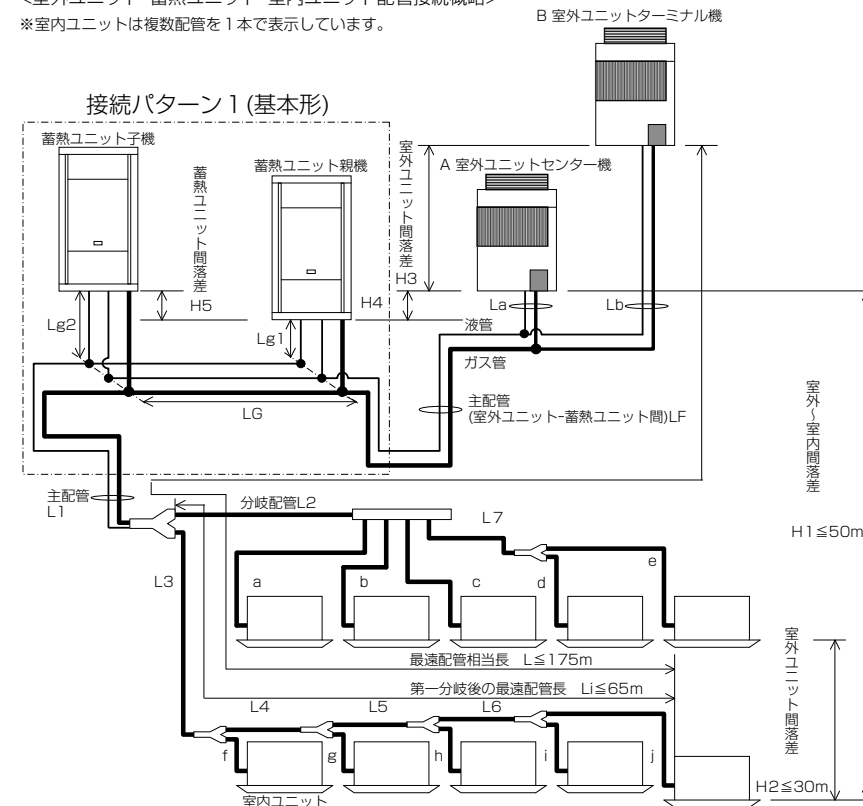 <室外ユニット-蓄熱ユニット-室内ユニット配管接続概略>
※室内ユニットは複数配管を1本で表示しています。
B 室外ユニットターミナル機
接続パターン1(基本形)
蓄熱ユニット子機
蓄熱ユニット親機
蓄熱ユニット間落差
室外ユニット間落差
A 室外ユニットセンター機
H3
H5
H4
La
Lb
Lg2
Lg1
液管
ガス管
LG
主配管
(室外ユニット-蓄熱ユニット間)LF
室外~室内間落差
H1≦50m
主配管
L1
分岐配管L2
L7
L3
a
b
c
d
e
最遠配管相当長 L≦175m
第一分岐後の最遠配管長 Li≦65m
室外ユニット間落差
L4
L5
L6
f
g
h
i
j
H2≦30m
室内ユニット